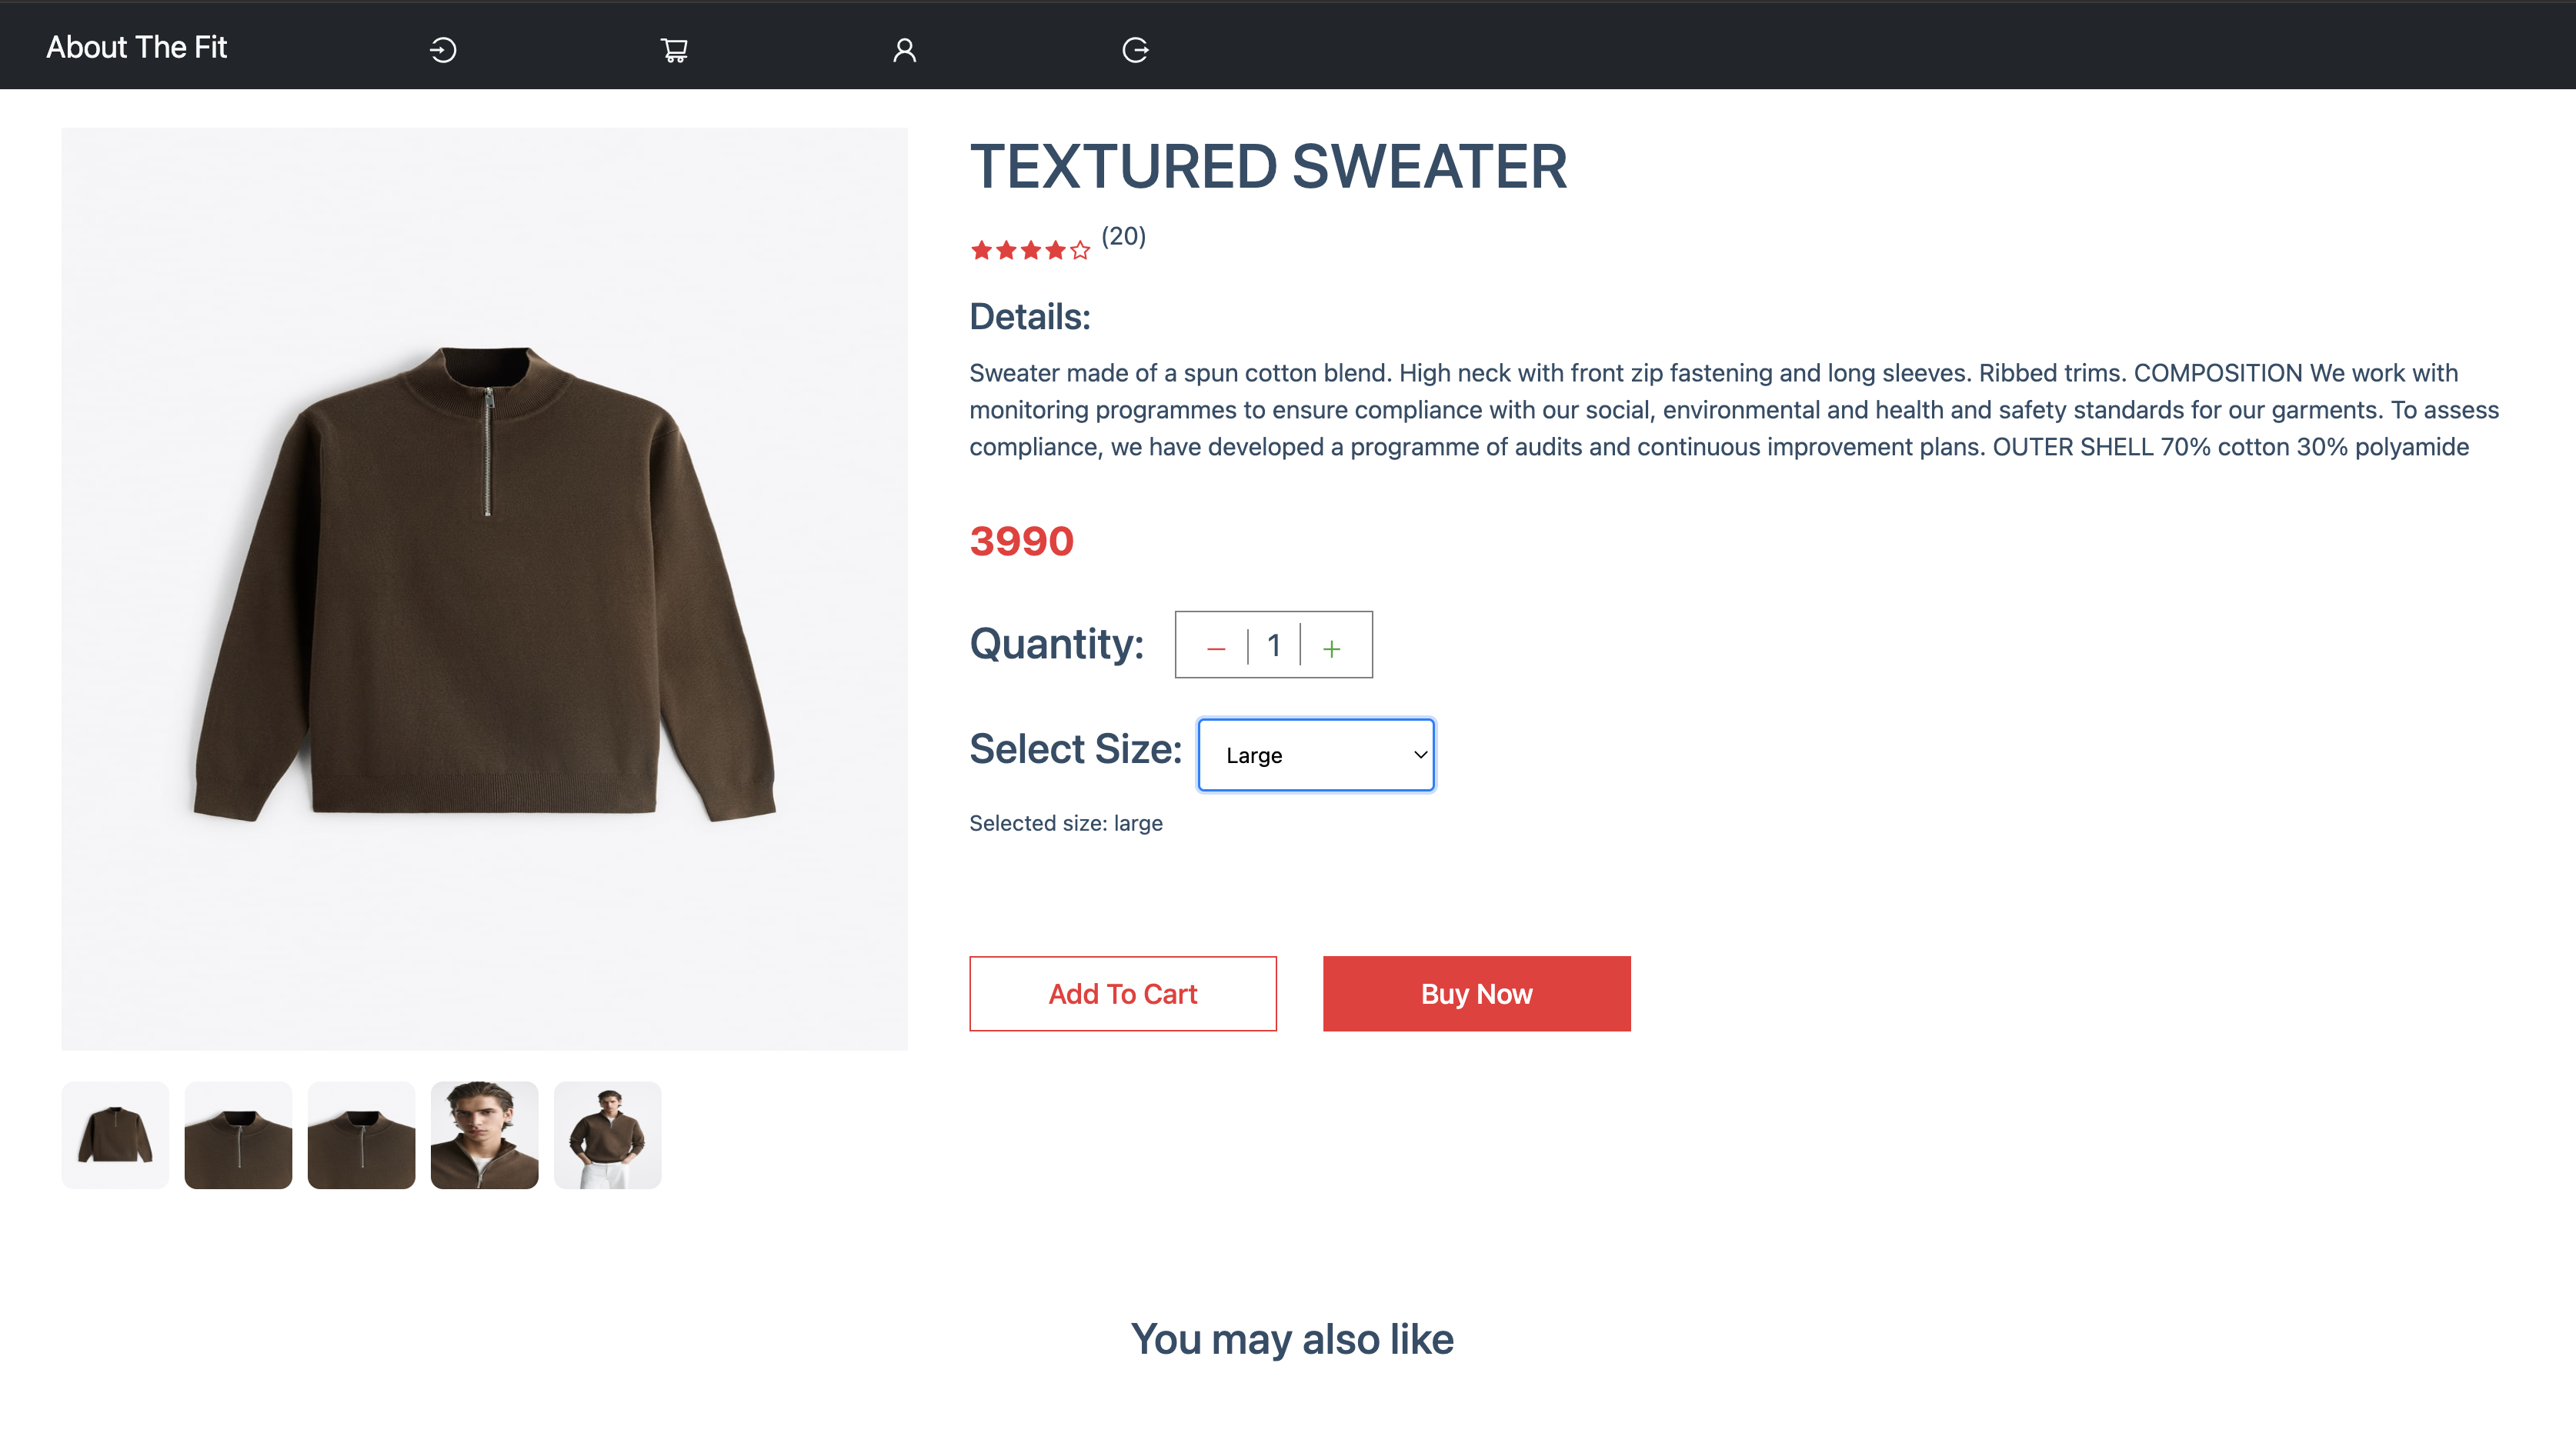 About The Fit
TEXTURED SWEATER
(20)
Details:
Sweater made of a spun cotton blend. High neck with front zip fastening and long sleeves. Ribbed trims. COMPOSITION We work with
monitoring programmes to ensure compliance with our social, environmental and health and safety standards for our garments. To assess
compliance, we have developed a programme of audits and continuous improvement plans. OUTER SHELL 70% cotton 30% polyamide
3990
Quantity: − 1 +
Select Size: Large
Selected size: large
Add To Cart Buy Now
You may also like